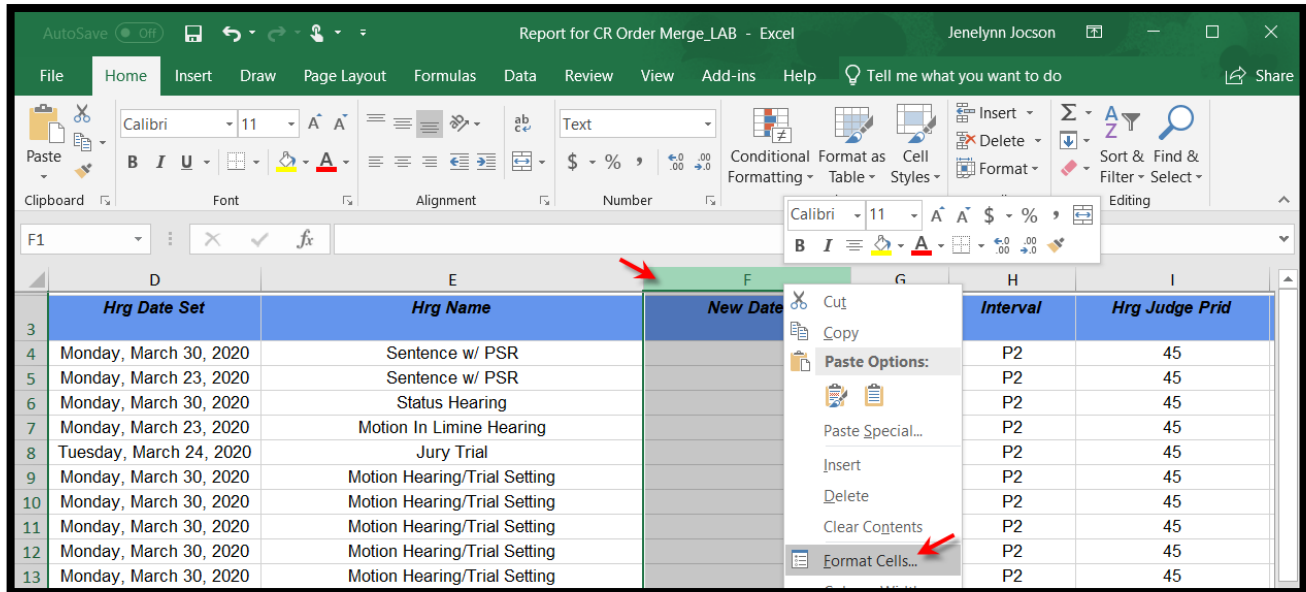 AutoSave Off Report for CR Order Merge_LAB - Excel Jenelynn Jocson
File Home Insert Draw Page Layout Formulas Data Review View Add-ins Help Tell me what you want to do Share
Calibri 11 A A ab Text Insert Σ A Z
Paste B I U A $ % , Conditional Formatting Format as Table Cell Styles Delete Format Sort & Filter Find & Select
Clipboard Font Alignment Number Editing
Calibri 11 A A $ % ,
B I A
F1 fx
D E F G H I
3 Hrg Date Set Hrg Name New Date Interval Hrg Judge Prid
4 Monday, March 30, 2020 Sentence w/ PSR P2 45
5 Monday, March 23, 2020 Sentence w/ PSR P2 45
6 Monday, March 30, 2020 Status Hearing P2 45
7 Monday, March 23, 2020 Motion In Limine Hearing P2 45
8 Tuesday, March 24, 2020 Jury Trial P2 45
9 Monday, March 30, 2020 Motion Hearing/Trial Setting P2 45
10 Monday, March 30, 2020 Motion Hearing/Trial Setting P2 45
11 Monday, March 30, 2020 Motion Hearing/Trial Setting P2 45
12 Monday, March 30, 2020 Motion Hearing/Trial Setting P2 45
13 Monday, March 30, 2020 Motion Hearing/Trial Setting P2 45
Cut
Copy
Paste Options:
Paste Special...
Insert
Delete
Clear Contents
Format Cells...